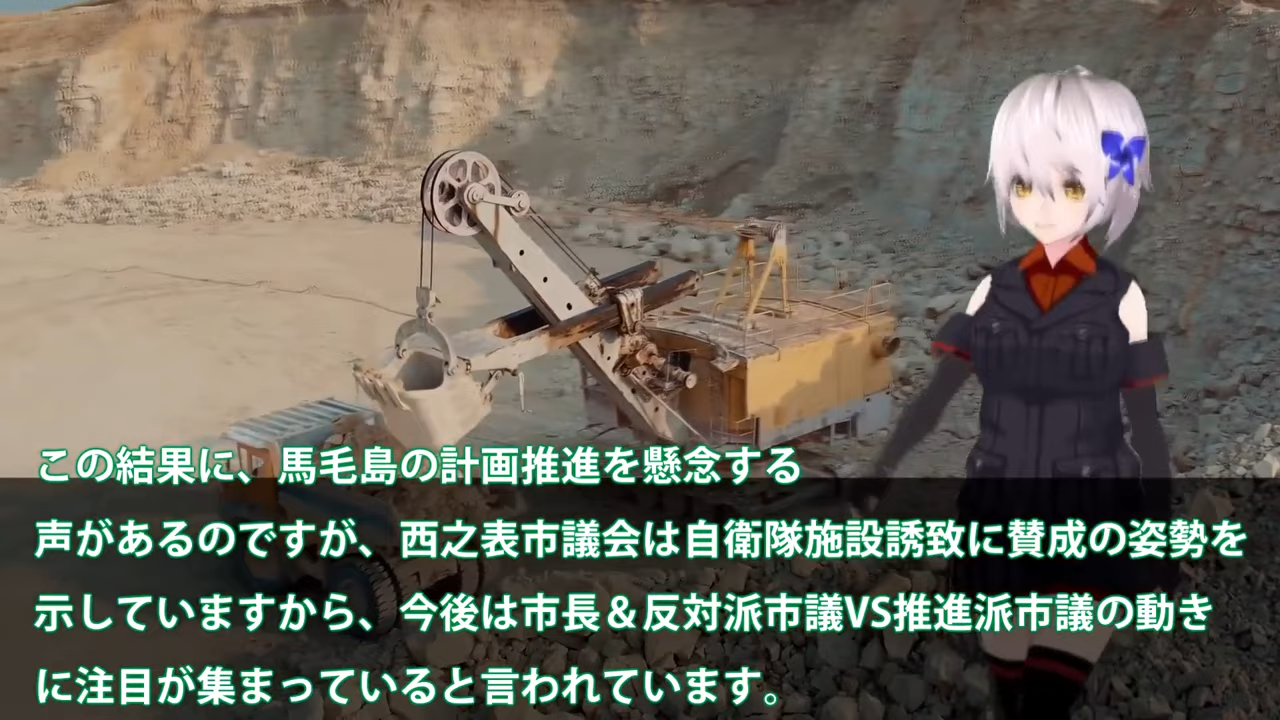 この結果に、馬毛島の計画推進を懸念する
声があるのですが、西之表市議会は自衛隊施設誘致に賛成の姿勢を
示していますから、今後は市長＆反対派市議VS推進派市議の動き
に注目が集まっていると言われています。